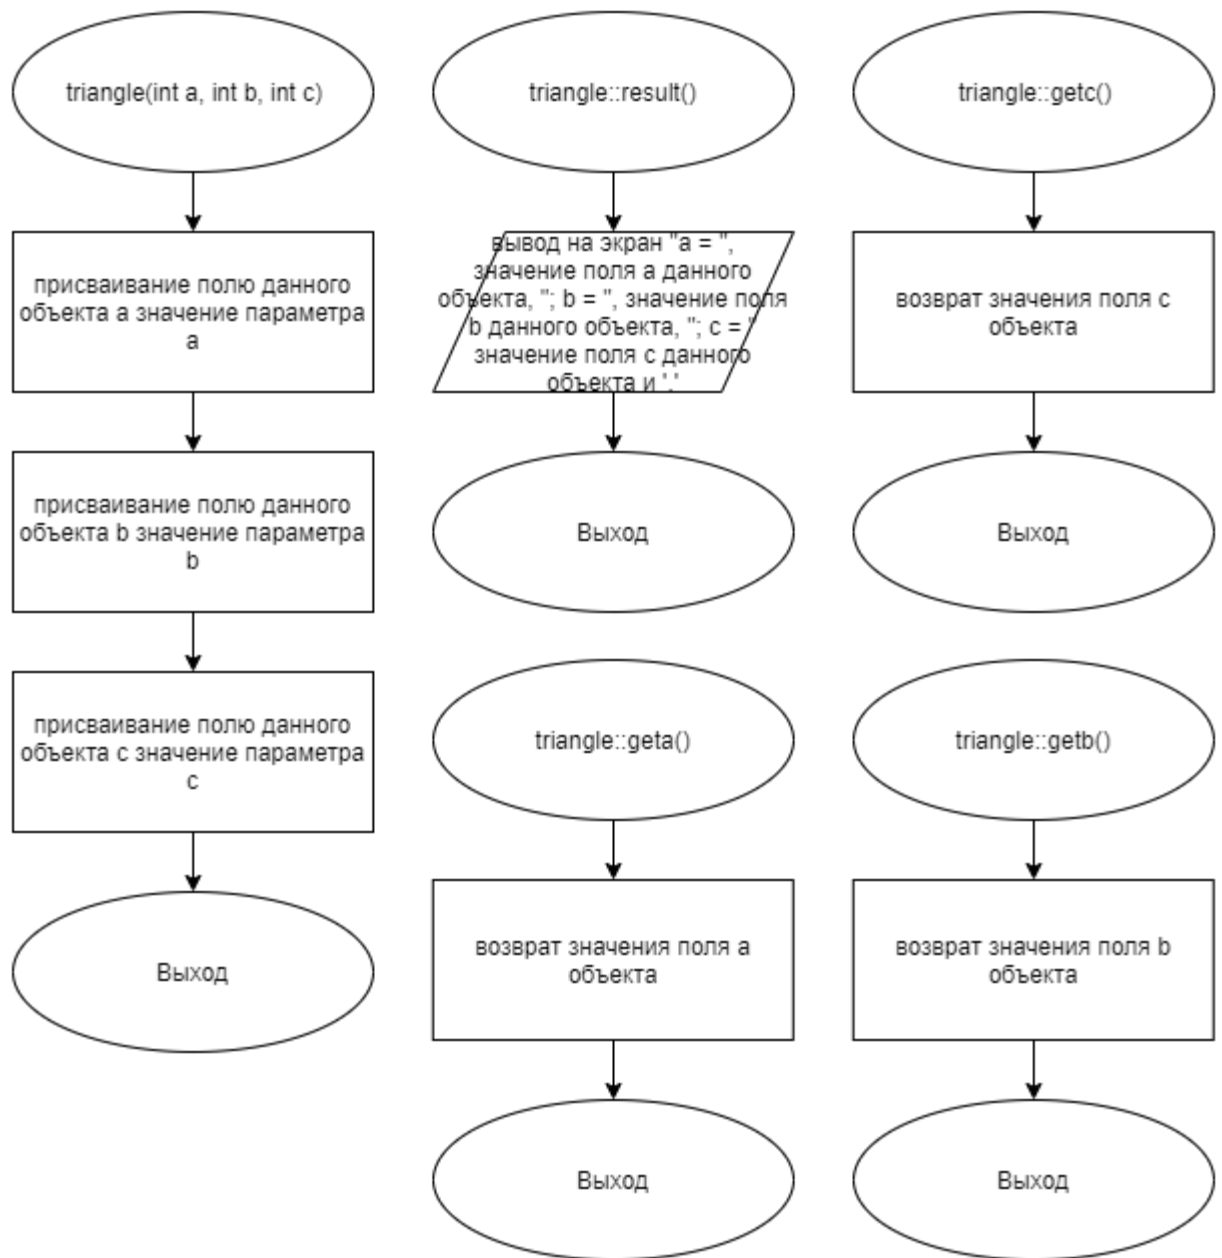 triangle(int a, int b, int c)
присваивание полю данного
объекта a значение параметра
a
присваивание полю данного
объекта b значение параметра
b
присваивание полю данного
объекта c значение параметра
c
Выход
triangle::result()
вывод на экран "a = ",
значение поля a данного
объекта, "; b = ", значение поля
b данного объекта, "; c = "
значение поля c данного
объекта и '.'
Выход
triangle::getc()
возврат значения поля c
объекта
Выход
triangle::geta()
возврат значения поля a
объекта
Выход
triangle::getb()
возврат значения поля b
объекта
Выход